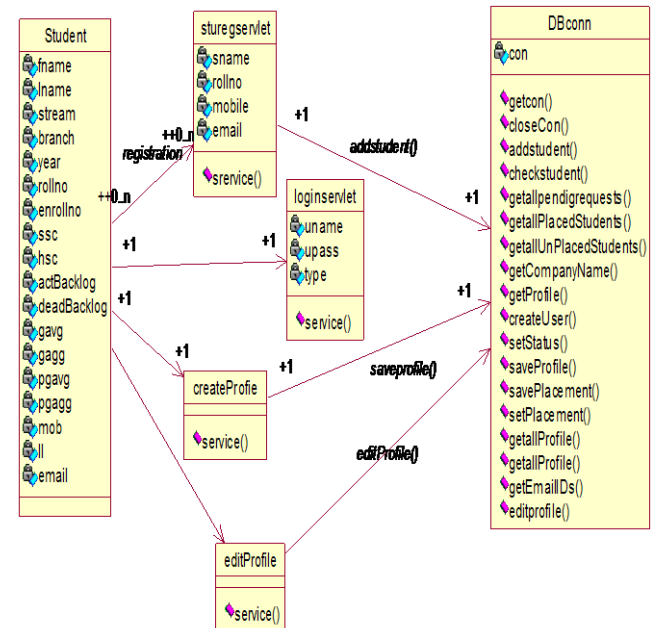 Student
fname
lname
stream
branch
year
rollno
enrollno
ssc
hsc
actBacklog
deadBacklog
gavg
gagg
pgavg
pgagg
mob
ll
email
sturegservlet
sname
rollno
mobile
email
srervice()
++0..n
registration
++0..n
loginservlet
uname
upass
type
service()
+1
+1
createProfie
service()
+1
+1
editProfile
service()
DBconn
con
getcon()
closeCon()
addstudent()
checkstudent()
getallpendigrequests()
getallPlacedStudents()
getallUnPlacedStudents()
getCompanyName()
getProfile()
createUser()
setStatus()
saveProfile()
savePlacement()
setPlacement()
getallProfile()
getallProfile()
getEmailIDs()
editprofile()
+1
addstudent()
+1
+1
saveprofile()
+1
editProfile()